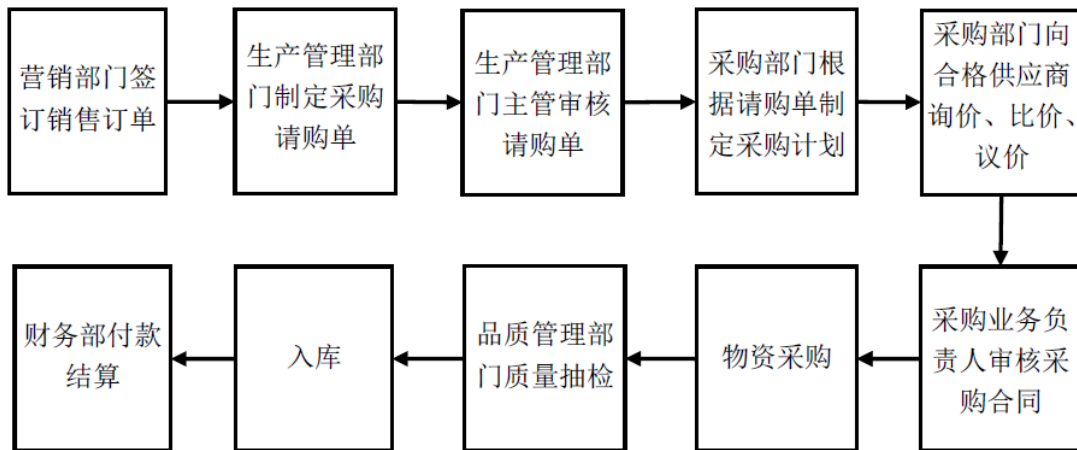 营销部门签
订销售订单
生产管理部
门制定采购
请购单
生产管理部
门主管审核
请购单
采购部门根
据请购单制
定采购计划
采购部门向
合格供应商
询价、比价、
议价
采购业务负
责人审核采
购合同
物资采购
品质管理部
门质量抽检
入库
财务部付款
结算